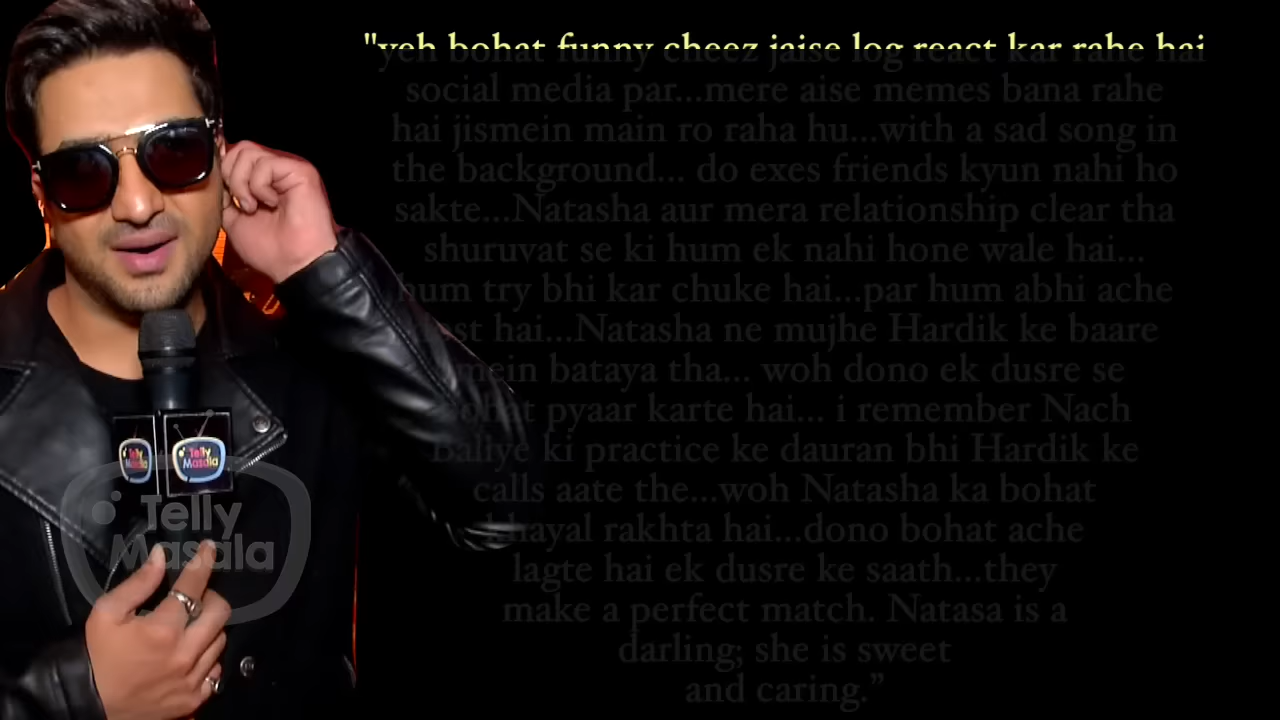 "yeh bohat funny cheez jaise log react kar rahe hai
social media par...mere aise memes bana rahe
hai jismein main ro raha hu...with a sad song in
the background... do exes friends kyun nahi ho
sakte...Natasha aur mera relationship clear tha
shuruvat se ki hum ek nahi hone wale hai...
hum try bhi kar chuke hai...par hum abhi ache
hai...Natasha ne mujhe Hardik ke baare
mein bataya tha... woh dono ek dusre se
bohat pyaar karte hai... i remember Nach
Baliye ki practice ke dauran bhi Hardik ke
calls aate the...woh Natasha ka bohat
khayal rakhta hai...dono bohat ache
lagte hai ek dusre ke saath...they
make a perfect match. Natasa is a
darling; she is sweet
and caring.”
Telly
Masala
Telly
Masala
Telly
Masala